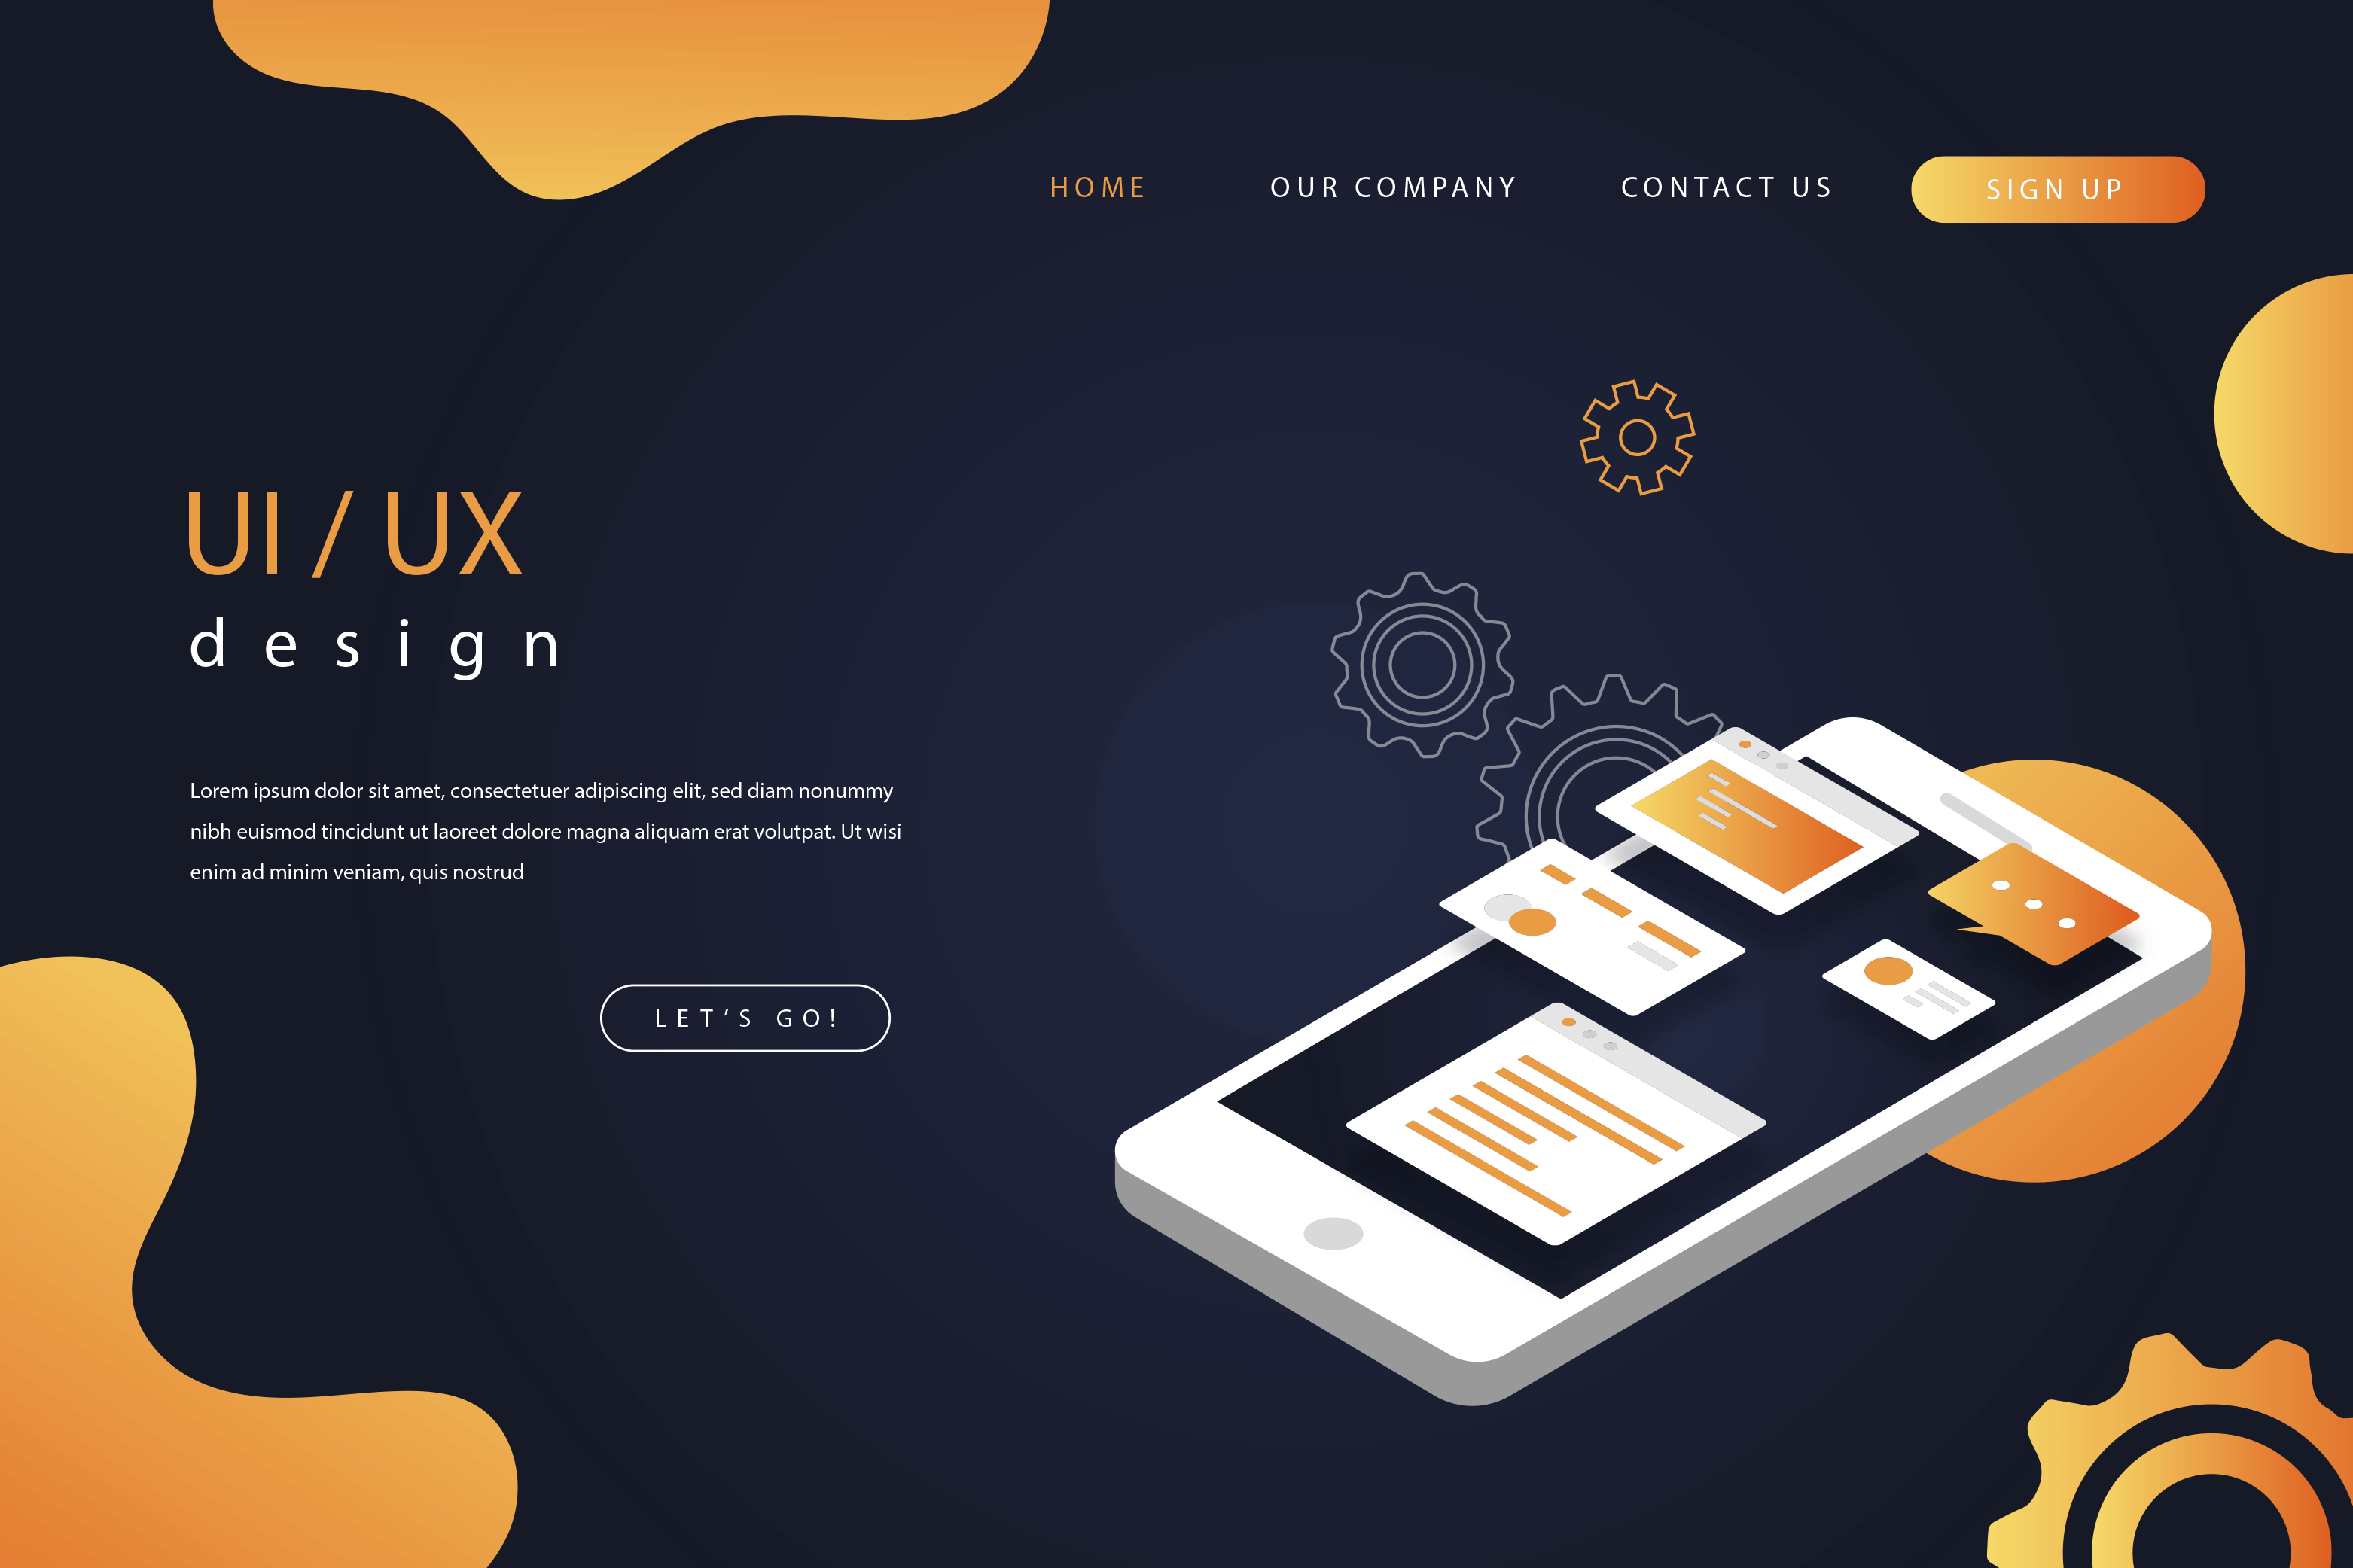 HOME OUR COMPANY CONTACT US SIGN UP
UI / UX
design
Lorem ipsum dolor sit amet, consectetuer adipiscing elit, sed diam nonummy
nibh euismod tincidunt ut laoreet dolore magna aliquam erat volutpat. Ut wisi
enim ad minim veniam, quis nostrud
LET’S GO!